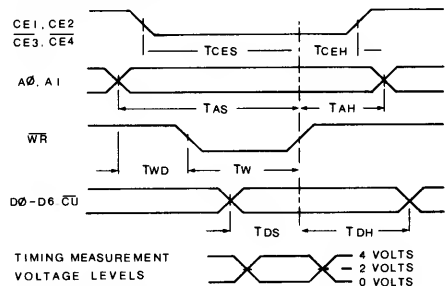 CE1, CE2
CE3, CE4
TCES
TCEH
AØ, A1
TAS
TAH
WR
TWD
TW
DØ-D6 CU
TDS
TDH
TIMING MEASUREMENT
VOLTAGE LEVELS
4 VOLTS
2 VOLTS
0 VOLTS